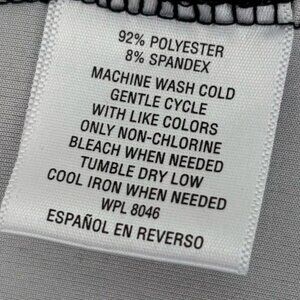 92% POLYESTER
8% SPANDEX
MACHINE WASH COLD
GENTLE CYCLE
WITH LIKE COLORS
ONLY NON-CHLORINE
BLEACH WHEN NEEDED
TUMBLE DRY LOW
COOL IRON WHEN NEEDED
WPL 8046
ESPAÑOL EN REVERSO